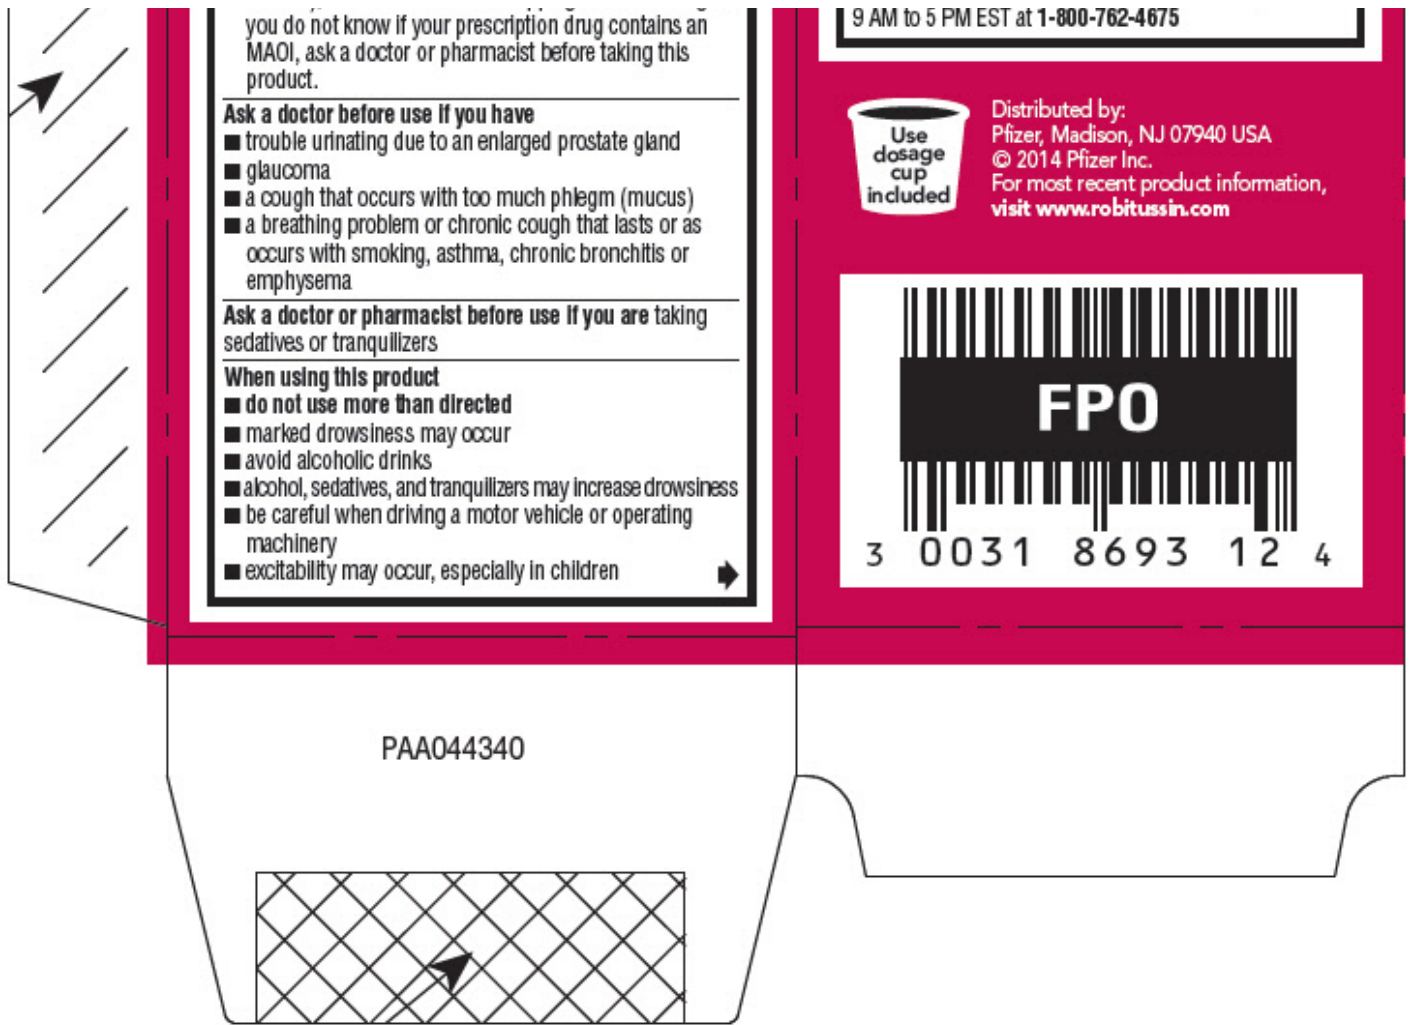 you do not know if your prescription drug contains an
MAOI, ask a doctor or pharmacist before taking this
product.
Ask a doctor before use if you have
■ trouble urinating due to an enlarged prostate gland
■ glaucoma
■ a cough that occurs with too much phlegm (mucus)
■ a breathing problem or chronic cough that lasts or as
occurs with smoking, asthma, chronic bronchitis or
emphysema
Ask a doctor or pharmacist before use if you are taking
sedatives or tranquilizers
When using this product
■ do not use more than directed
■ marked drowsiness may occur
■ avoid alcoholic drinks
■ alcohol, sedatives, and tranquilizers may increase drowsiness
■ be careful when driving a motor vehicle or operating
machinery
■ excitability may occur, especially in children
PAA044340
9 AM to 5 PM EST at 1-800-762-4675
Use
dosage
cup
included
Distributed by:
Pfizer, Madison, NJ 07940 USA
© 2014 Pfizer Inc.
For most recent product information,
visit www.robitussin.com
FPO
3 0031 8693 12 4